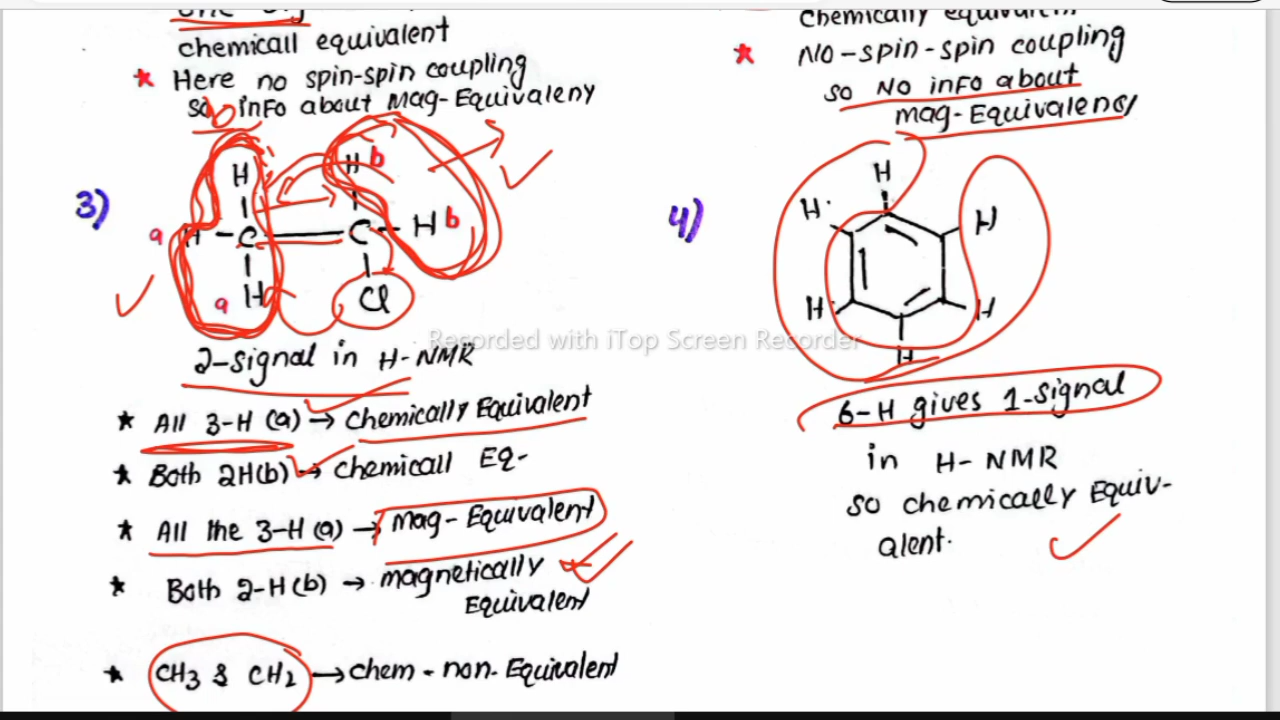 chemicall equivalent
★ Here no spin-spin coupling
so info about Mag-Equivaleny
b
H
H b
3)
a H - C C - H b
a H
Cl
2-signal in H-NMR
★ All 3-H (a) → Chemically Equivalent
★ Both 2H(b) → chemicall Eq-
★ All the 3-H (a) → Mag-Equivalent
★ Both 2-H(b) → magnetically
Equivalent
★ CH3 & CH2 → chem-non-Equivalent
★ No-spin-spin coupling
so No info about
mag-Equivalency
4)
H
H
H
H
H
H
6-H gives 1-signal
in H-NMR
so chemically Equiv-
alent.
Recorded with iTop Screen Recorder